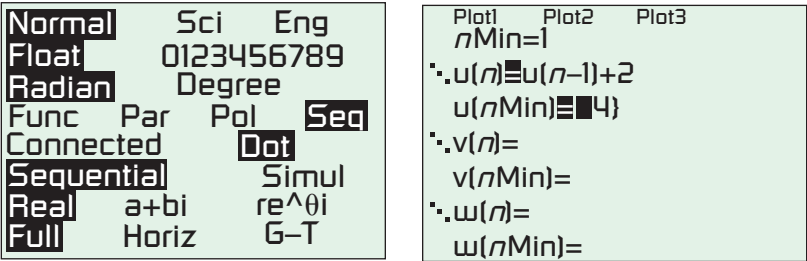 Normal Sci Eng
Float 0123456789
Radian Degree
Func Par Pol Seq
Connected Dot
Sequential Simul
Real a+bi re^θi
Full Horiz G–T
Plot1 Plot2 Plot3
nMin=1
u(n)=u(n–1)+2
u(nMin)=4}
v(n)=
v(nMin)=
w(n)=
w(nMin)=